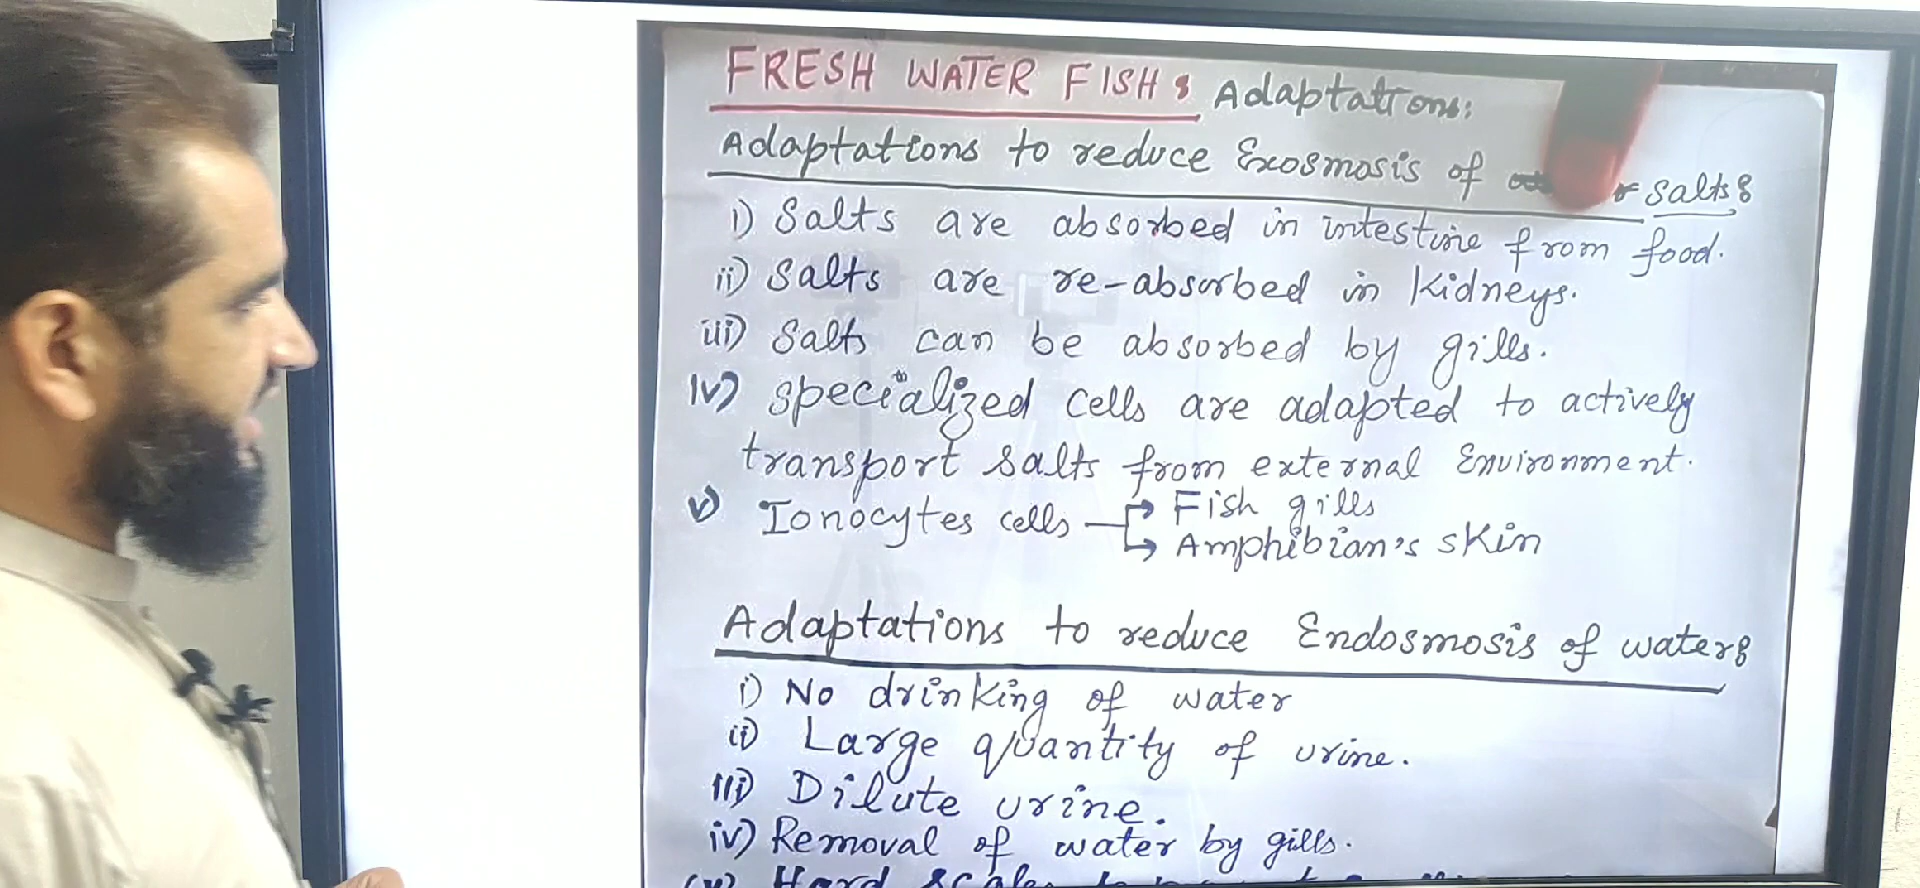 FRESH WATER FISH: Adaptations:
Adaptations to reduce Exosmosis of salts:
i) Salts are absorbed in intestine from food.
ii) Salts are re-absorbed in Kidneys.
iii) Salts can be absorbed by gills.
iv) specialized cells are adapted to actively
transport salts from external Environment.
v) Ionocytes cells → Fish gills
→ Amphibian's skin
Adaptations to reduce Endosmosis of water:
i) No drinking of water
ii) Large quantity of urine.
iii) Dilute urine.
iv) Removal of water by gills.
(v) Hard scales